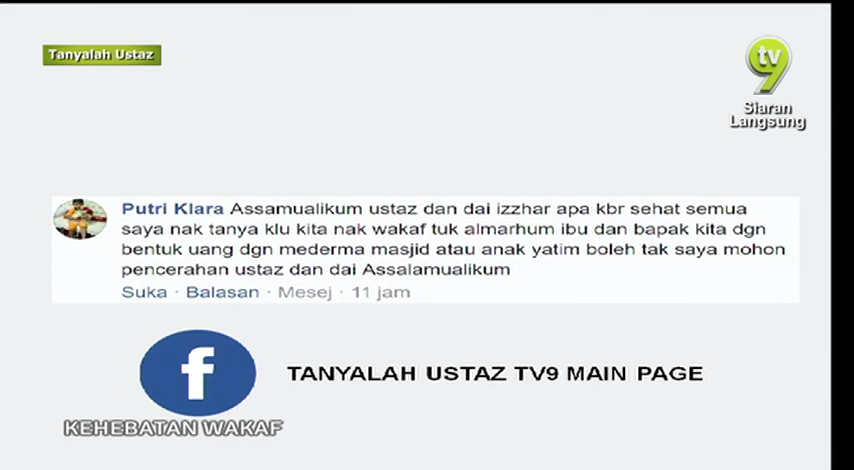 Tanyalah Ustaz
tv9
Siaran
Langsung
Putri Klara Assamualikum ustaz dan dai izzhar apa kbr sehat semua
saya nak tanya klu kita nak wakaf tuk almarhum ibu dan bapak kita dgn
bentuk uang dgn mederma masjid atau anak yatim boleh tak saya mohon
pencerahan ustaz dan dai Assalamualikum
Suka · Balasan · Mesej · 11 jam
f
TANYALAH USTAZ TV9 MAIN PAGE
KEHEBATAN WAKAF